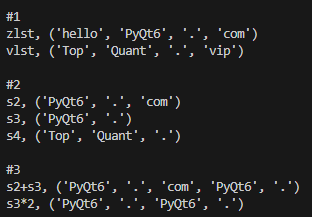 #1
zlst, ('hello', 'PyQt6', '.', 'com')
vlst, ('Top', 'Quant', '.', 'vip')
#2
s2, ('PyQt6', '.', 'com')
s3, ('PyQt6', '.')
s4, ('Top', 'Quant', '.')
#3
s2+s3, ('PyQt6', '.', 'com', 'PyQt6', '.')
s3*2, ('PyQt6', '.', 'PyQt6', '.')